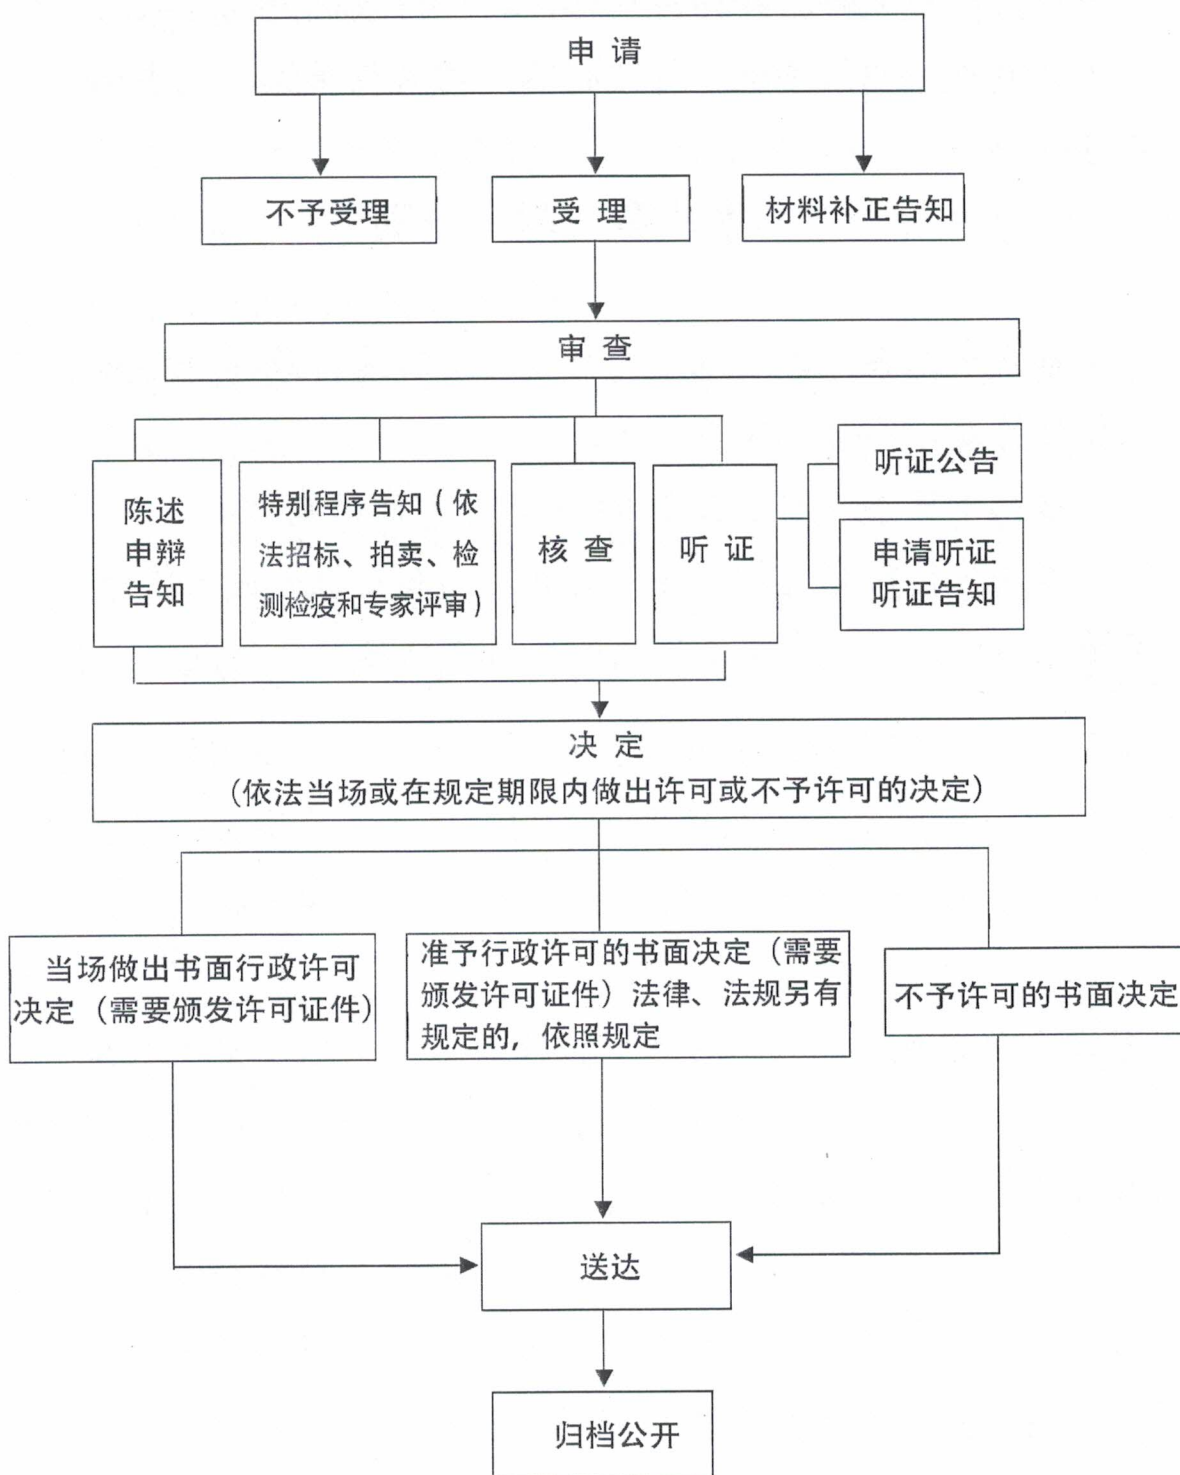 申 请
不予受理
受 理
材料补正告知
审 查
陈述
申辩
告知
特别程序告知（依
法招标、拍卖、检
测检疫和专家评审）
核 查
听 证
听证公告
申请听证
听证告知
决 定
（依法当场或在规定期限内做出许可或不予许可的决定）
当场做出书面行政许可
决定（需要颁发许可证件）
准予行政许可的书面决定（需要
颁发许可证件）法律、法规另有
规定的，依照规定
不予许可的书面决定
送达
归档公开